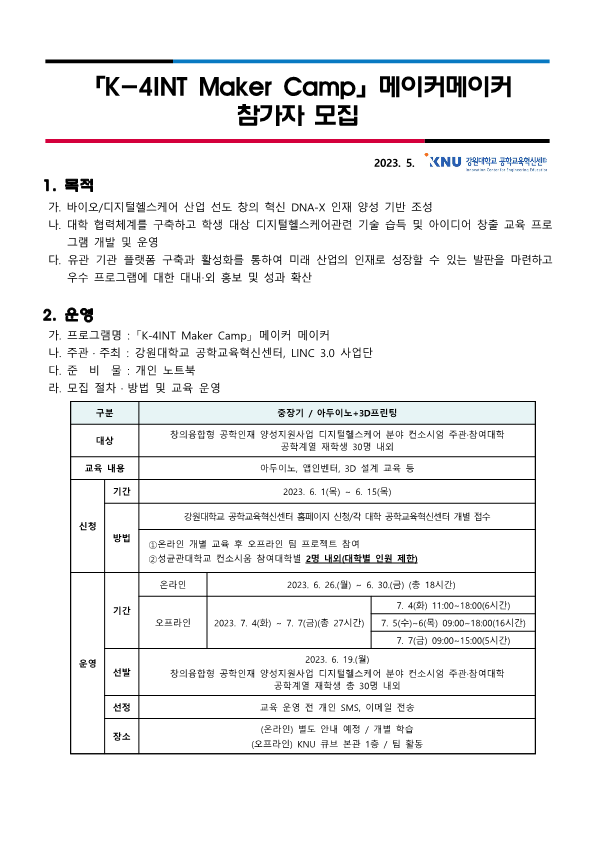 「K-4INT Maker Camp」 메이커메이커
참가자 모집
2023. 5. KNU 강원대학교 공학교육혁신센터
Innovation Center for Engineering Education
1. 목적
가. 바이오/디지털헬스케어 산업 선도 창의 혁신 DNA-X 인재 양성 기반 조성
나. 대학 협력체계를 구축하고 학생 대상 디지털헬스케어관련 기술 습득 및 아이디어 창출 교육 프로
그램 개발 및 운영
다. 유관 기관 플랫폼 구축과 활성화를 통하여 미래 산업의 인재로 성장할 수 있는 발판을 마련하고
우수 프로그램에 대한 대내·외 홍보 및 성과 확산
2. 운영
가. 프로그램명 : 「K-4INT Maker Camp」 메이커 메이커
나. 주관·주최 : 강원대학교 공학교육혁신센터, LINC 3.0 사업단
다. 준 비 물 : 개인 노트북
라. 모집 절차·방법 및 교육 운영
구분 중장기 / 아두이노+3D프린팅
대상 창의융합형 공학인재 양성지원사업 디지털헬스케어 분야 컨소시엄 주관·참여대학
공학계열 재학생 30명 내외
교육 내용 아두이노, 앱인벤터, 3D 설계 교육 등
신청 기간 2023. 6. 1(목) ~ 6. 15(목)
방법 강원대학교 공학교육혁신센터 홈페이지 신청/각 대학 공학교육혁신센터 개별 접수
①온라인 개별 교육 후 오프라인 팀 프로젝트 참여
②성균관대학교 컨소시움 참여대학별 2명 내외(대학별 인원 제한)
운영 기간 온라인 2023. 6. 26.(월) ~ 6. 30.(금) (총 18시간)
오프라인 2023. 7. 4(화) ~ 7. 7(금)(총 27시간) 7. 4(화) 11:00~18:00(6시간)
7. 5(수)~6(목) 09:00~18:00(16시간)
7. 7(금) 09:00~15:00(5시간)
선발 2023. 6. 19.(월)
창의융합형 공학인재 양성지원사업 디지털헬스케어 분야 컨소시엄 주관·참여대학
공학계열 재학생 총 30명 내외
선정 교육 운영 전 개인 SMS, 이메일 전송
장소 (온라인) 별도 안내 예정 / 개별 학습
(오프라인) KNU 큐브 본관 1층 / 팀 활동